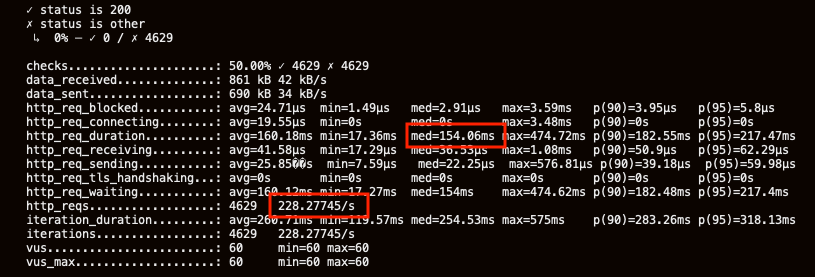 ✓ status is 200
✗ status is other
↳ 0% — ✓ 0 / ✗ 4629
checks.....................: 50.00% ✓ 4629 ✗ 4629
data_received..............: 861 kB 42 kB/s
data_sent..................: 690 kB 34 kB/s
http_req_blocked...........: avg=24.71µs min=1.49µs med=2.91µs max=3.59ms p(90)=3.95µs p(95)=5.8µs
http_req_connecting........: avg=19.55µs min=0s med=0s max=3.48ms p(90)=0s p(95)=0s
http_req_duration..........: avg=160.18ms min=17.36ms med=154.06ms max=474.72ms p(90)=182.55ms p(95)=217.47ms
http_req_receiving.........: avg=41.58µs min=17.29µs med=36.53µs max=1.08ms p(90)=50.9µs p(95)=62.29µs
http_req_sending...........: avg=25.85��s min=7.59µs med=22.25µs max=576.81µs p(90)=39.18µs p(95)=59.98µs
http_req_tls_handshaking...: avg=0s min=0s med=0s max=0s p(90)=0s p(95)=0s
http_req_waiting...........: avg=160.12ms min=17.27ms med=154ms max=474.62ms p(90)=182.48ms p(95)=217.4ms
http_reqs..................: 4629 228.27745/s
iteration_duration.........: avg=260.71ms min=119.57ms med=254.53ms max=575ms p(90)=283.26ms p(95)=318.13ms
iterations.................: 4629 228.27745/s
vus........................: 60 min=60 max=60
vus_max....................: 60 min=60 max=60